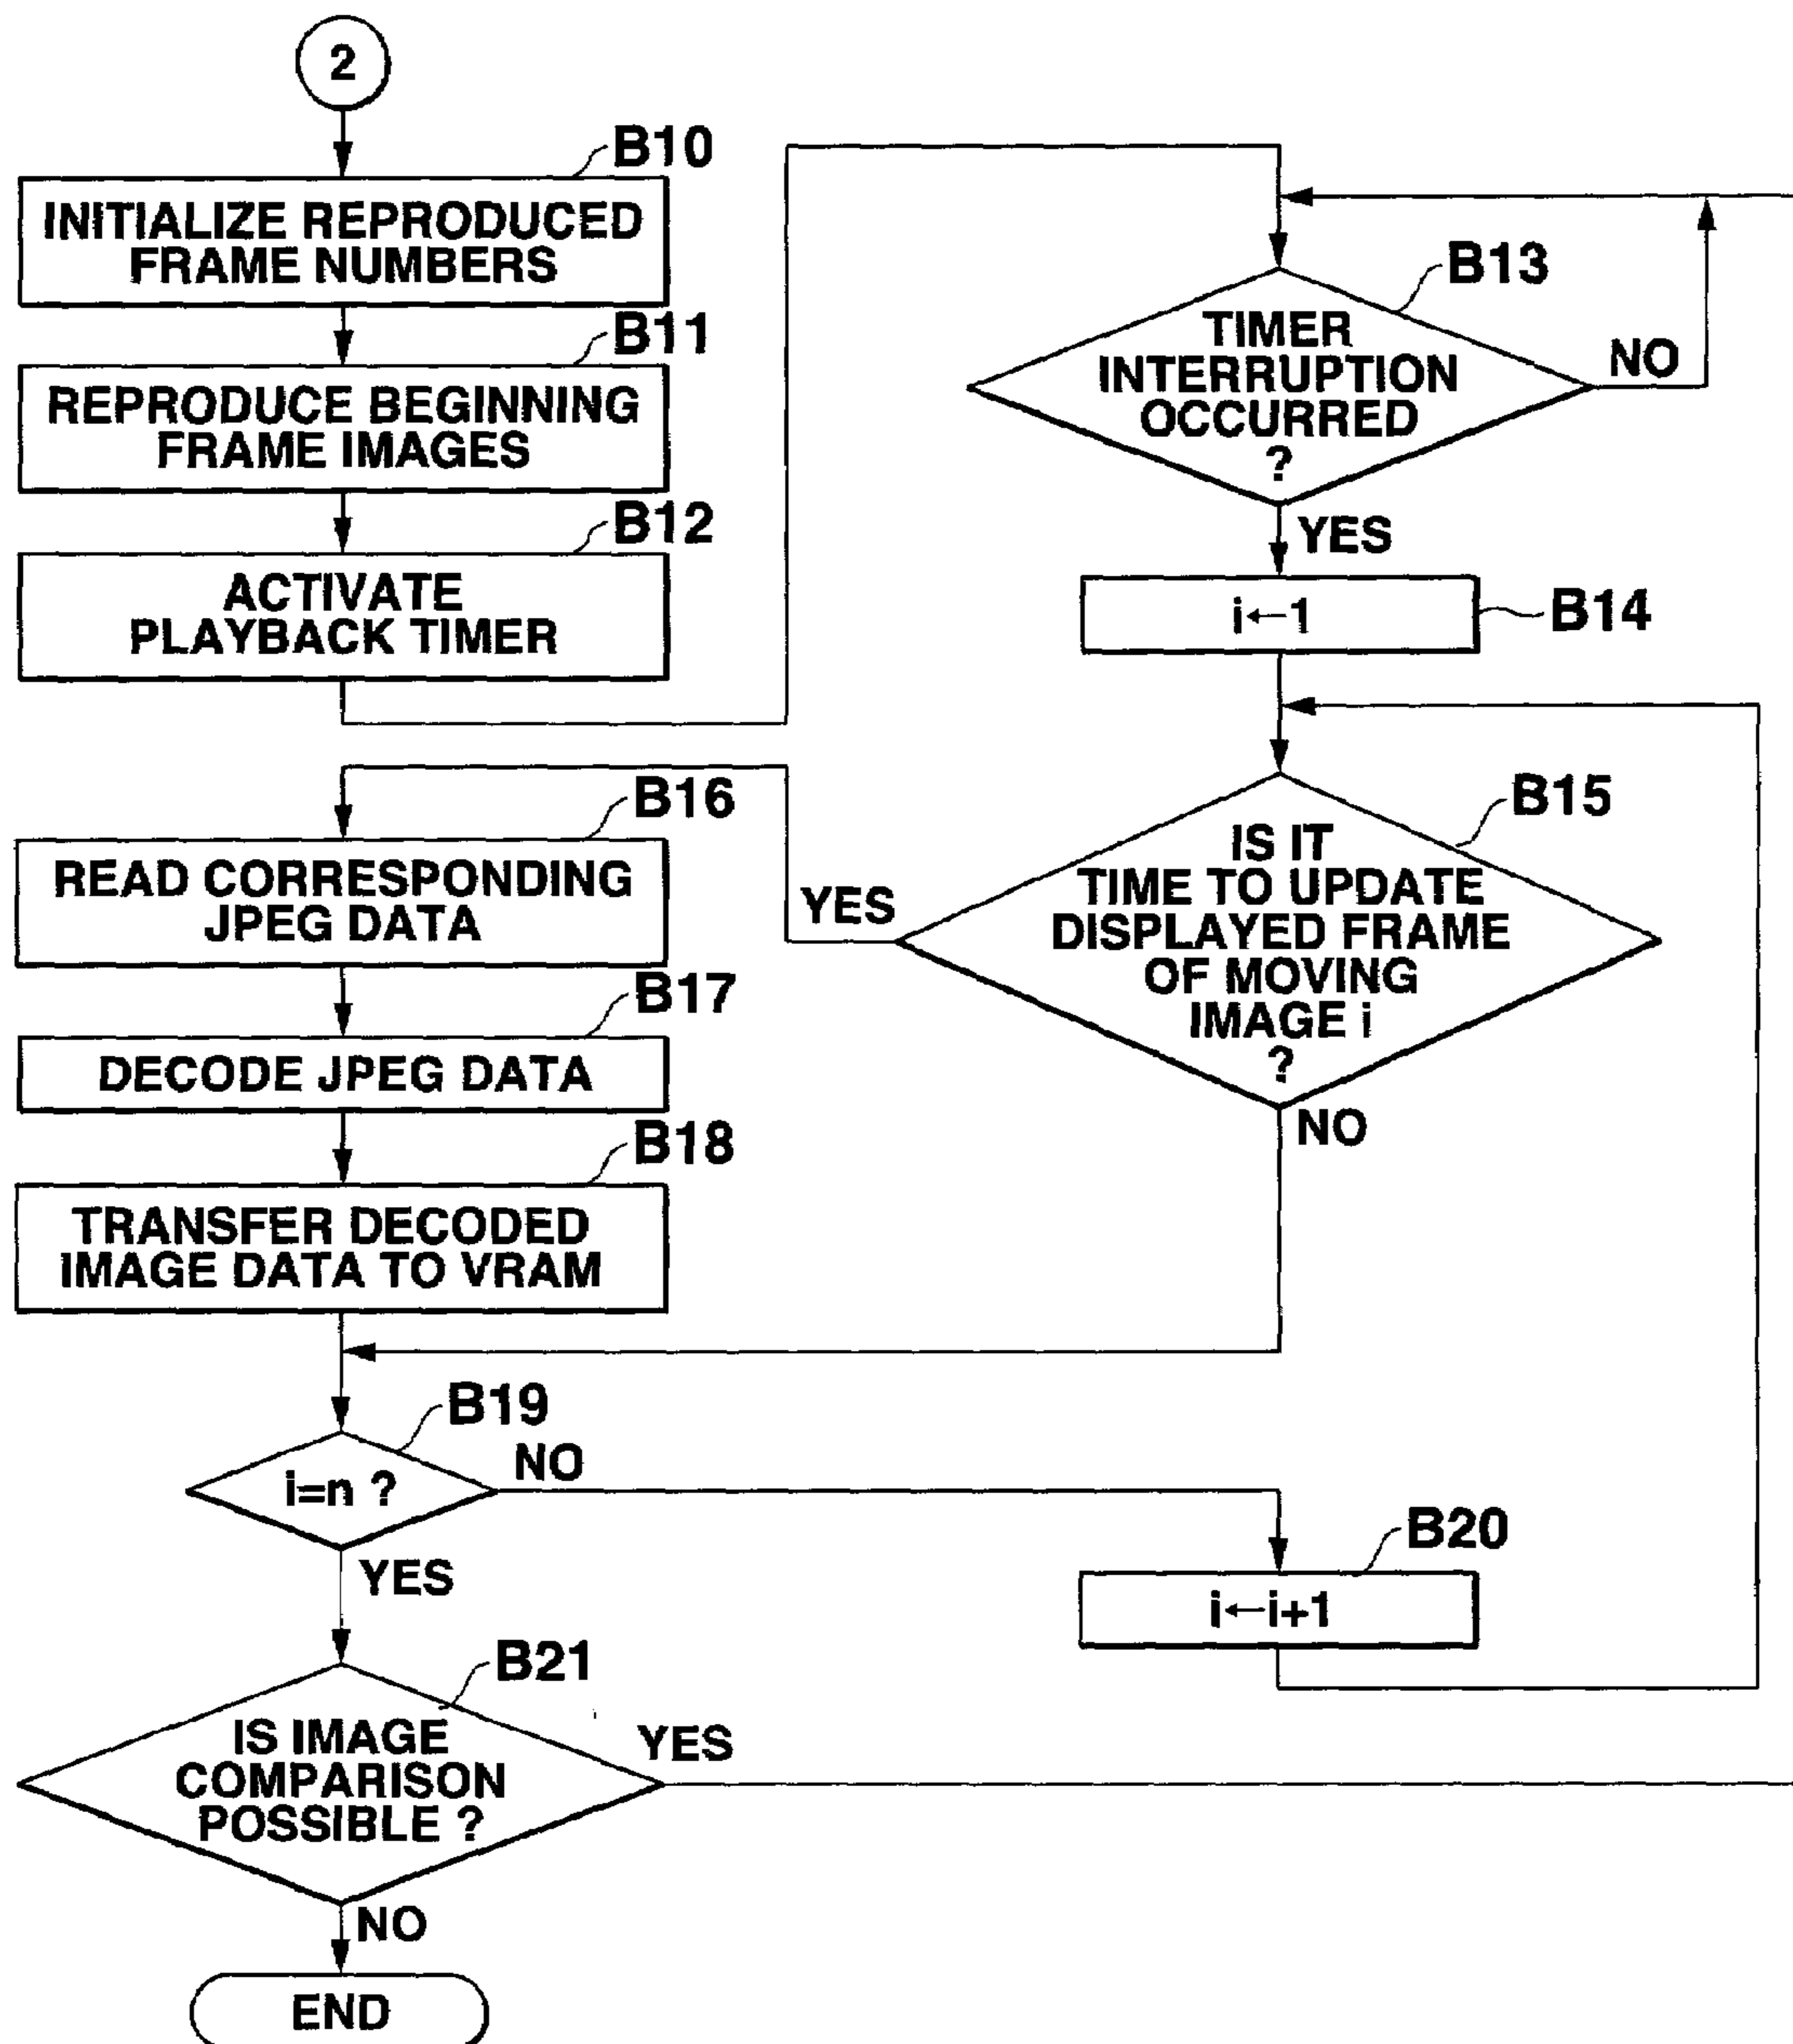 2
B10
INITIALIZE REPRODUCED
FRAME NUMBERS
B11
REPRODUCE BEGINNING
FRAME IMAGES
B12
ACTIVATE
PLAYBACK TIMER
B13
TIMER
INTERRUPTION
OCCURRED
?
NO
YES
i←1
B14
B15
IS IT
TIME TO UPDATE
DISPLAYED FRAME
OF MOVING
IMAGE i
?
YES
NO
B16
READ CORRESPONDING
JPEG DATA
B17
DECODE JPEG DATA
B18
TRANSFER DECODED
IMAGE DATA TO VRAM
B19
i=n ?
NO
YES
B20
i←i+1
B21
IS IMAGE
COMPARISON
POSSIBLE ?
YES
NO
END